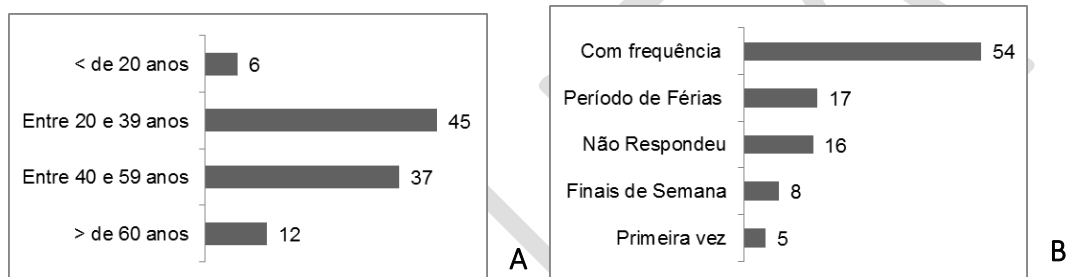 < de 20 anos 6
Entre 20 e 39 anos 45
Entre 40 e 59 anos 37
> de 60 anos 12
A
Com frequência 54
Período de Férias 17
Não Respondeu 16
Finais de Semana 8
Primeira vez 5
B